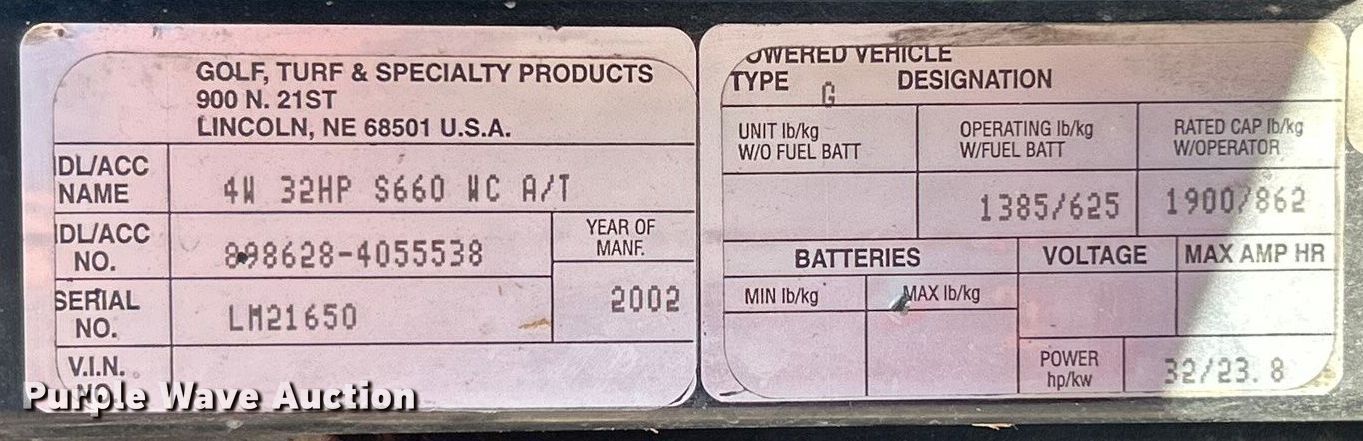 GOLF, TURF & SPECIALTY PRODUCTS
900 N. 21ST
LINCOLN, NE 68501 U.S.A.
DL/ACC
NAME
4W 32HP S660 WC A/T
DL/ACC
NO.
898628-4055538
YEAR OF
MANF.
2002
SERIAL
NO.
LM21650
V.I.N.
NO.
OWERED VEHICLE
TYPE G DESIGNATION
UNIT lb/kg
W/O FUEL BATT
OPERATING lb/kg
W/FUEL BATT
RATED CAP lb/kg
W/OPERATOR
1385/625
1900/862
BATTERIES
VOLTAGE
MAX AMP HR
MIN lb/kg
MAX lb/kg
POWER
hp/kw
32/23.8
Purple Wave Auction